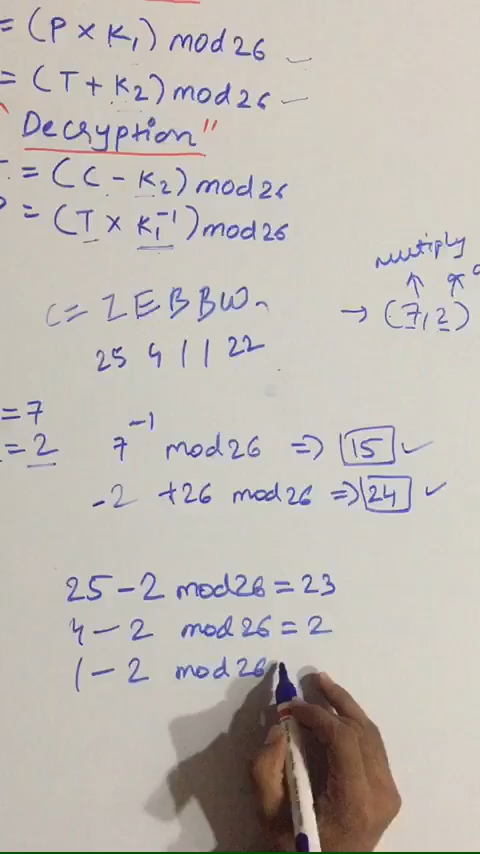 = (P × K₁) mod 26
= (T + K₂) mod 26
Decryption"
= (C - K₂) mod 26
= (T × K₁⁻¹) mod 26
multiply
C = ZEBBW
→ (7, 2)
25 4 1 1 22
= 7
= 2
7⁻¹ mod 26 ⇒ 15 ✓
-2 +26 mod 26 ⇒ 24 ✓
25 - 2 mod 26 = 23
4 - 2 mod 26 = 2
1 - 2 mod 26